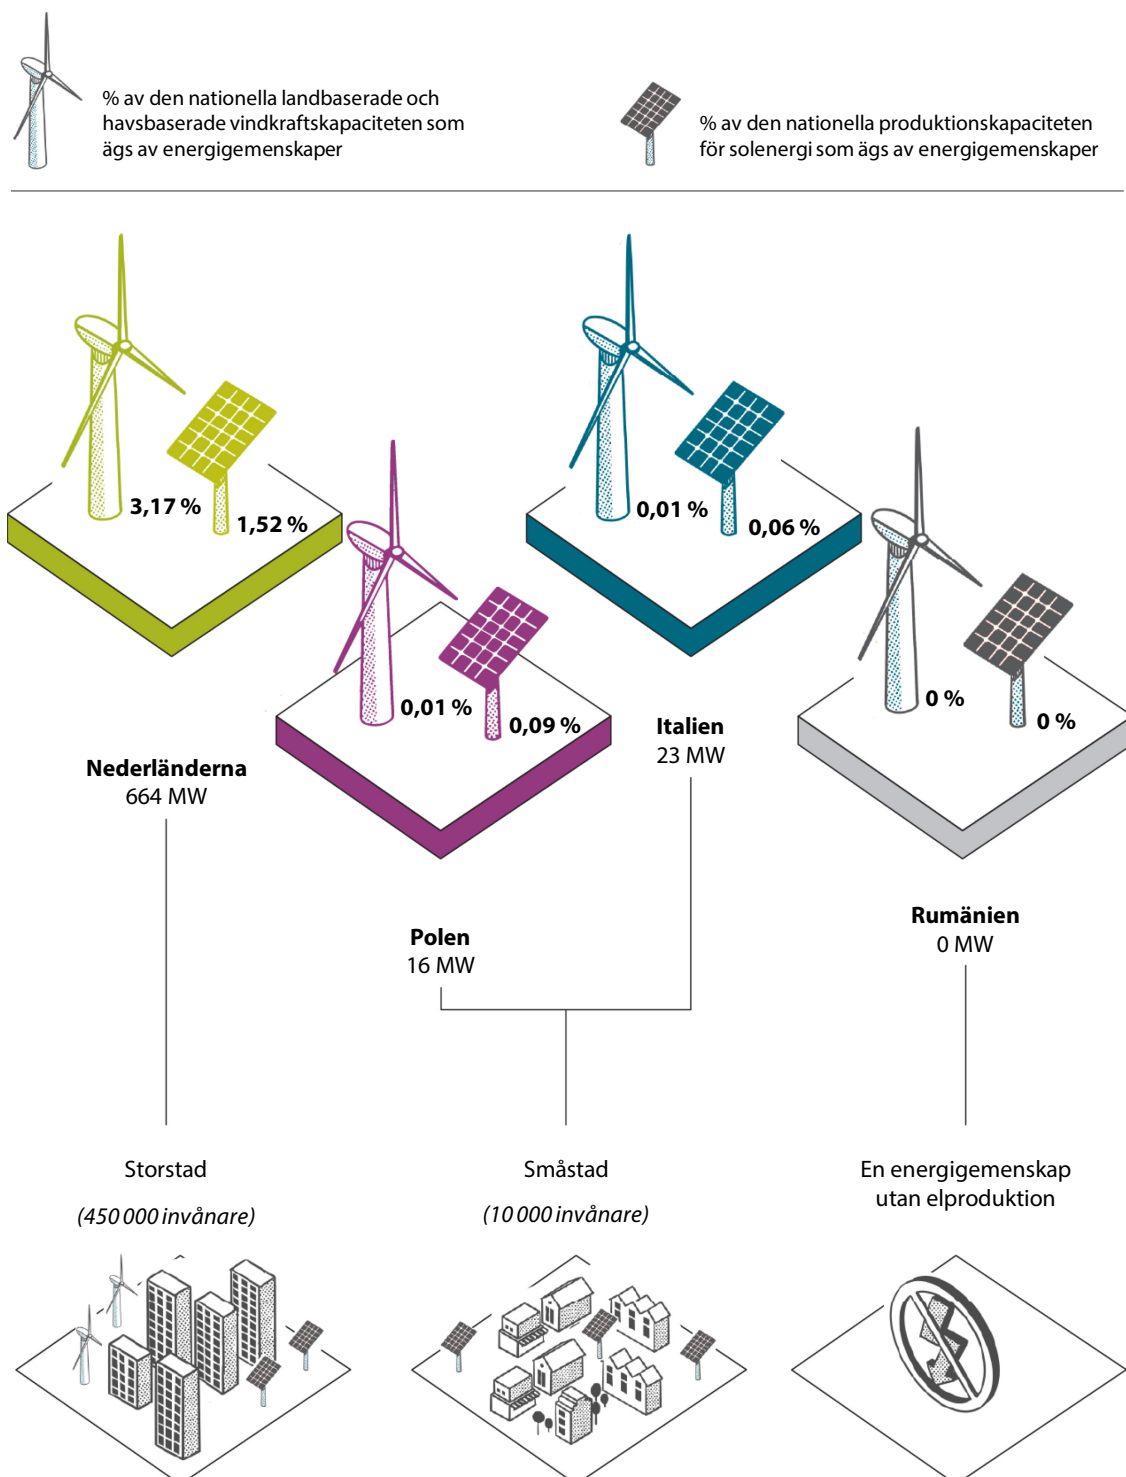 % av den nationella landbaserade och
havsbaserade vindkraftskapaciteten som
ägs av energigemenskaper
% av den nationella produktionskapaciteten
för solenergi som ägs av energigemenskaper
3,17 %
1,52 %
0,01 %
0,06 %
0,01 %
0,09 %
0 %
0 %
Nederländerna
664 MW
Italien
23 MW
Polen
16 MW
Rumänien
0 MW
Storstad
(450 000 invånare)
Småstad
(10 000 invånare)
En energigemenskap
utan elproduktion